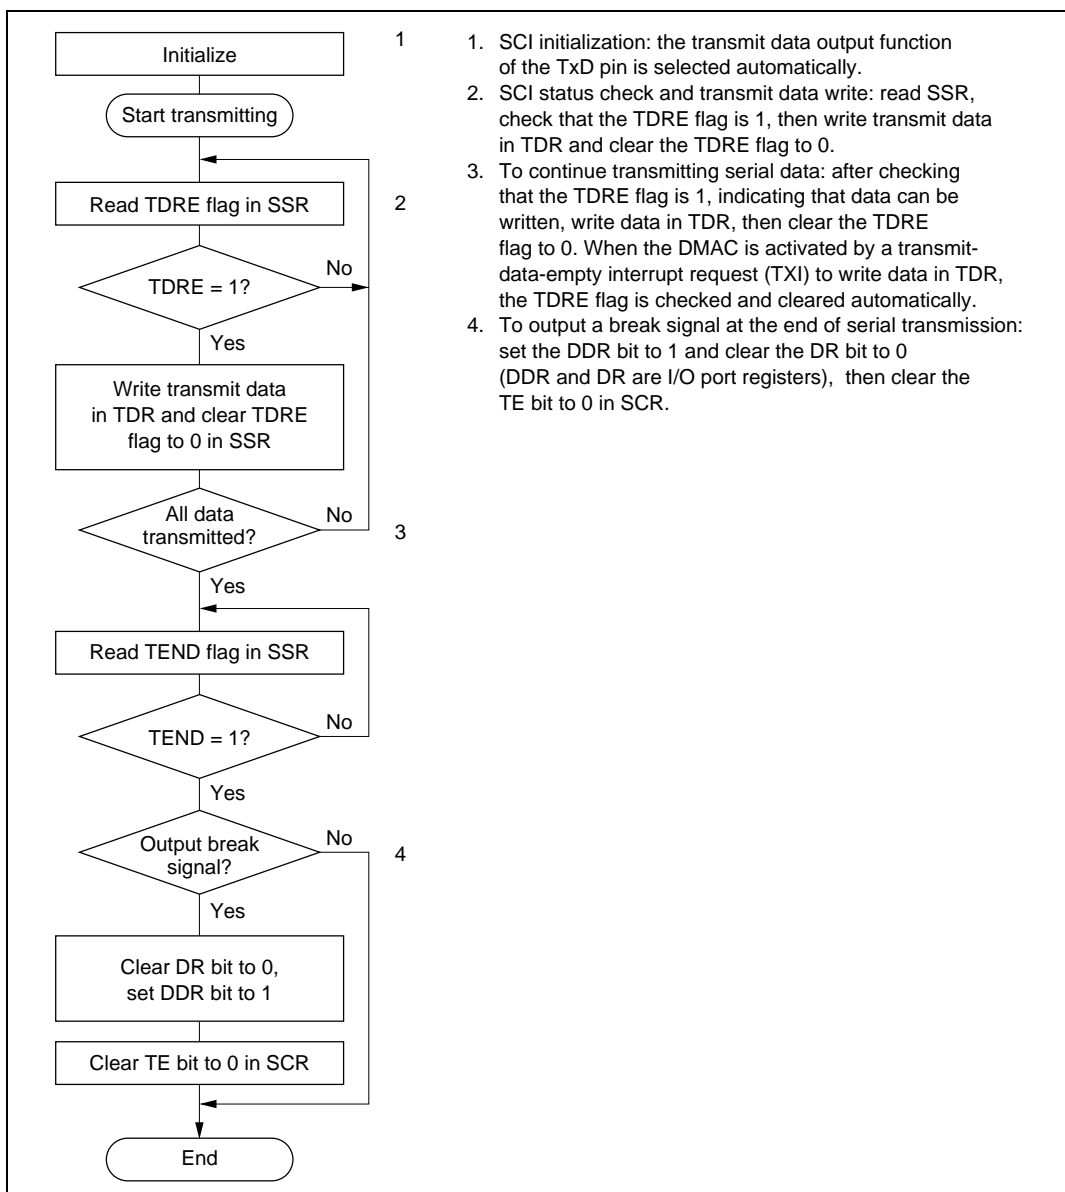 Initialize
1
Start transmitting
Read TDRE flag in SSR
2
TDRE = 1?
No
Yes
Write transmit data
in TDR and clear TDRE
flag to 0 in SSR
All data
transmitted?
No
3
Yes
Read TEND flag in SSR
TEND = 1?
No
Yes
Output break
signal?
No
4
Yes
Clear DR bit to 0,
set DDR bit to 1
Clear TE bit to 0 in SCR
End
1. SCI initialization: the transmit data output function
of the TxD pin is selected automatically.
2. SCI status check and transmit data write: read SSR,
check that the TDRE flag is 1, then write transmit data
in TDR and clear the TDRE flag to 0.
3. To continue transmitting serial data: after checking
that the TDRE flag is 1, indicating that data can be
written, write data in TDR, then clear the TDRE
flag to 0. When the DMAC is activated by a transmit-
data-empty interrupt request (TXI) to write data in TDR,
the TDRE flag is checked and cleared automatically.
4. To output a break signal at the end of serial transmission:
set the DDR bit to 1 and clear the DR bit to 0
(DDR and DR are I/O port registers), then clear the
TE bit to 0 in SCR.